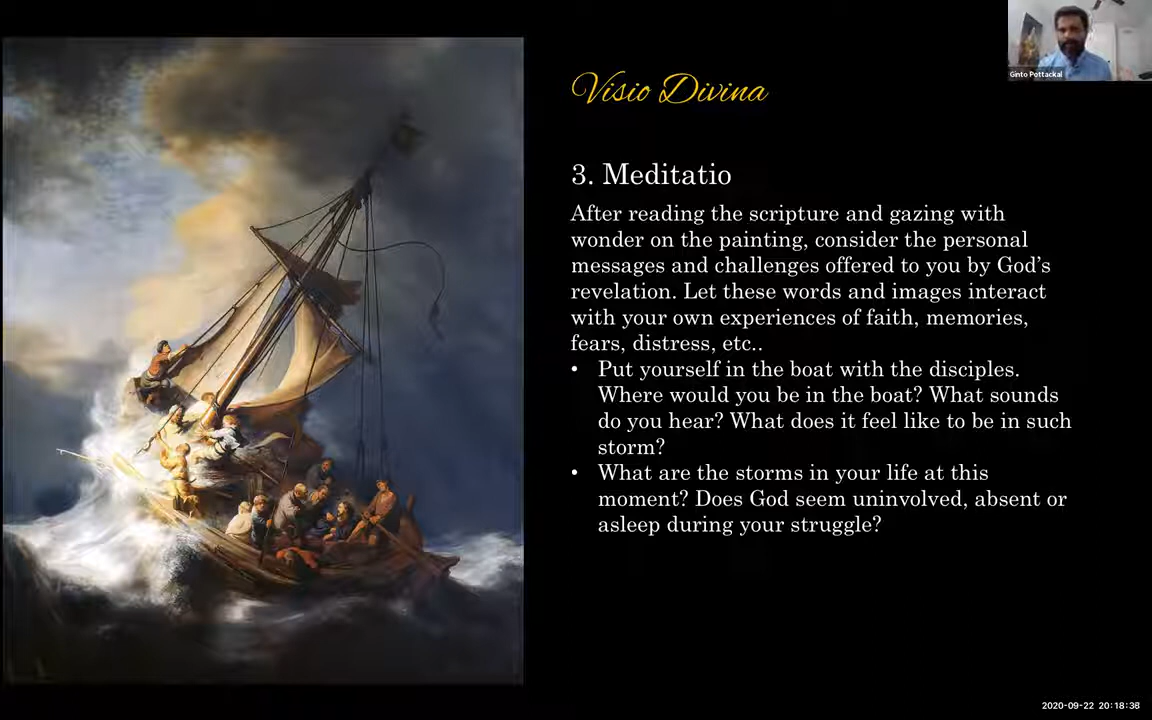 Ginto Pottackal
Visio Divina
3. Meditatio
After reading the scripture and gazing with
wonder on the painting, consider the personal
messages and challenges offered to you by God’s
revelation. Let these words and images interact
with your own experiences of faith, memories,
fears, distress, etc..
• Put yourself in the boat with the disciples.
Where would you be in the boat? What sounds
do you hear? What does it feel like to be in such
storm?
• What are the storms in your life at this
moment? Does God seem uninvolved, absent or
asleep during your struggle?
2020-09-22 20:18:38